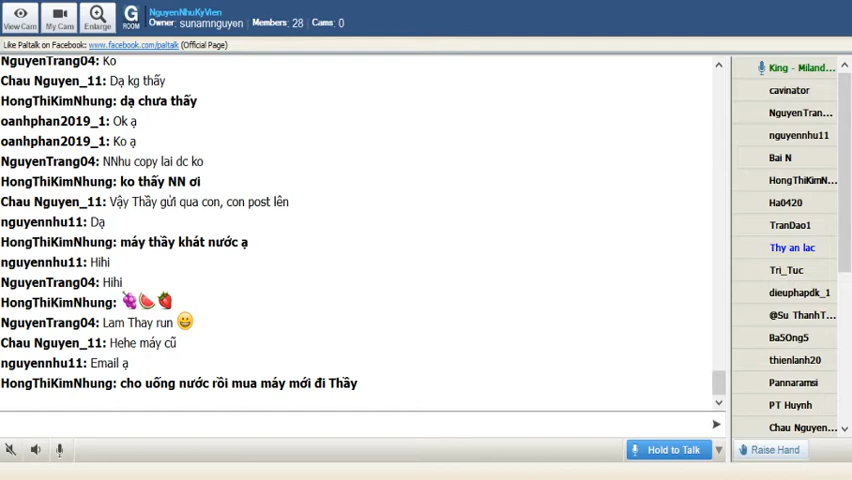 View Cam
My Cam
Enlarge
G
ROOM
NguyenNhuKyVien
Owner: sunamnguyen Members: 28 Cams: 0
Like Paltalk on Facebook: www.facebook.com/paltalk (Official Page)
NguyenTrang04: Ko
Chau Nguyen_11: Dạ kg thấy
HongThiKimNhung: dạ chưa thấy
oanhphan2019_1: Ok ạ
oanhphan2019_1: Ko ạ
NguyenTrang04: NNhu copy lai dc ko
HongThiKimNhung: ko thấy NN ơi
Chau Nguyen_11: Vậy Thầy gửi qua con, con post lên
nguyennhu11: Dạ
HongThiKimNhung: máy thầy khát nước ạ
nguyennhu11: Hihi
NguyenTrang04: Hihi
HongThiKimNhung: 🍇🍉🍓
NguyenTrang04: Lam Thay run 😀
Chau Nguyen_11: Hehe máy cũ
nguyennhu11: Email ạ
HongThiKimNhung: cho uống nước rồi mua máy mới đi Thầy
King - Miland...
cavinator
NguyenTran...
nguyennhu11
Bai N
HongThiKimN...
Ha0420
TranDao1
Thy an lac
Tri_Tuc
dieuphapdk_1
@Su ThanhT...
Ba5Ong5
thienlanh20
Pannaramsi
PT Huynh
Chau Nguyen...
Hold to Talk
Raise Hand